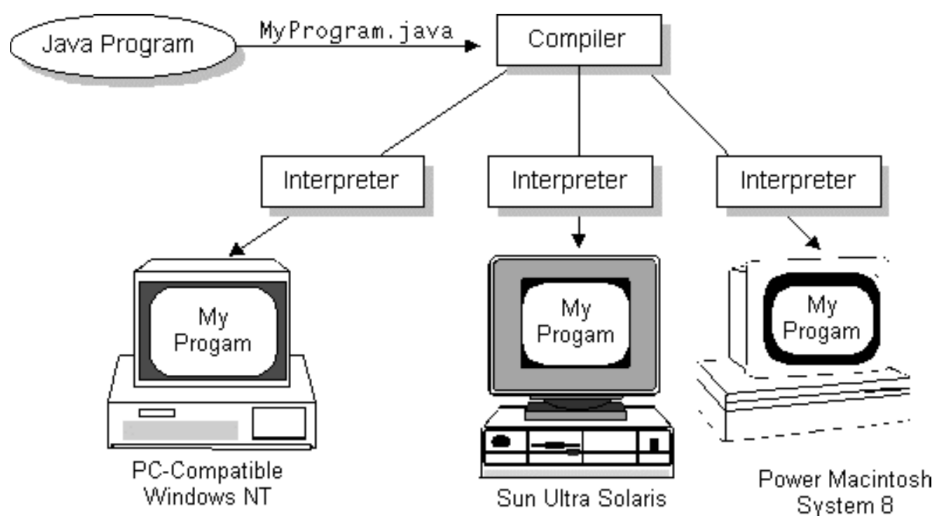 Java Program
MyProgram.java
Compiler
Interpreter
Interpreter
Interpreter
My
Progam
My
Progam
My
Progam
PC-Compatible
Windows NT
Sun Ultra Solaris
Power Macintosh
System 8